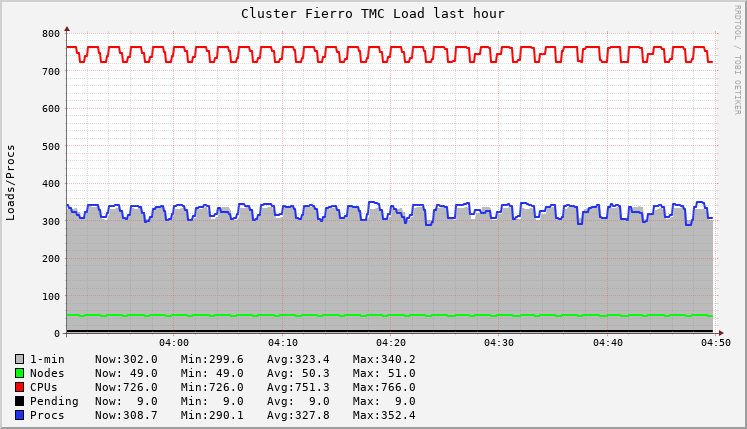 Cluster Fierro TMC Load last hour
RRDTOOL / TOBI OETIKER
Loads/Procs
800
700
600
500
400
300
200
100
0
04:00 04:10 04:20 04:30 04:40 04:50
1-min Now:302.0 Min:299.6 Avg:323.4 Max:340.2
Nodes Now: 49.0 Min: 49.0 Avg: 50.3 Max: 51.0
CPUs Now:726.0 Min:726.0 Avg:751.3 Max:766.0
Pending Now: 9.0 Min: 9.0 Avg: 9.0 Max: 9.0
Procs Now:308.7 Min:290.1 Avg:327.8 Max:352.4